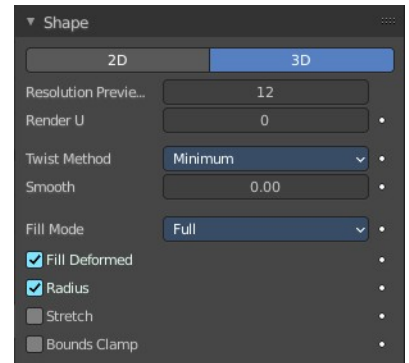 Shape
2D 3D
Resolution Previe... 12
Render U 0
Twist Method Minimum
Smooth 0.00
Fill Mode Full
Fill Deformed
Radius
Stretch
Bounds Clamp